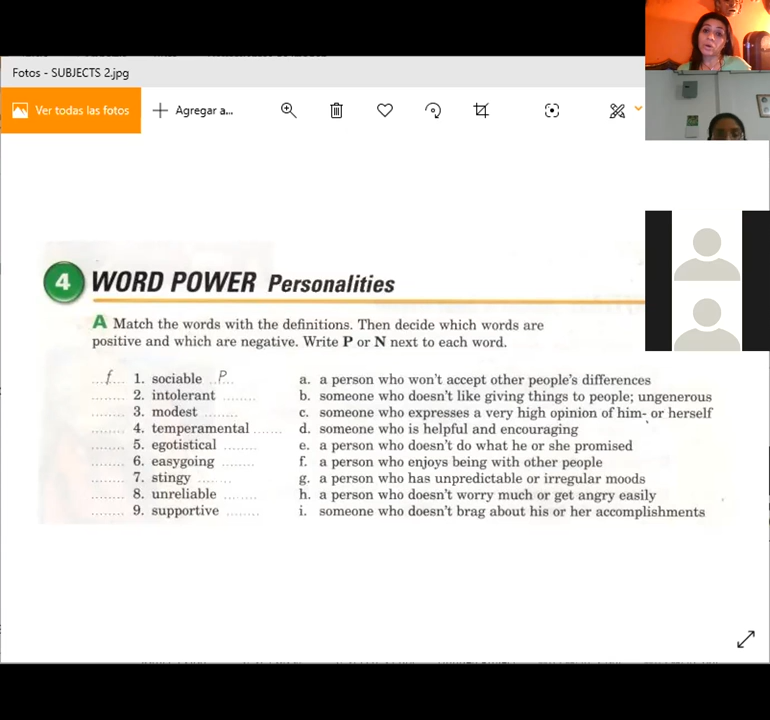 Fotos - SUBJECTS 2.jpg
Ver todas las fotos
Agregar a...
4 WORD POWER Personalities
A Match the words with the definitions. Then decide which words are
positive and which are negative. Write P or N next to each word.
...f... 1. sociable ..P..
........ 2. intolerant ........
........ 3. modest ........
........ 4. temperamental .......
........ 5. egotistical ........
........ 6. easygoing ........
........ 7. stingy ........
........ 8. unreliable ........
........ 9. supportive ........
a. a person who won't accept other people's differences
b. someone who doesn't like giving things to people; ungenerous
c. someone who expresses a very high opinion of him- or herself
d. someone who is helpful and encouraging
e. a person who doesn't do what he or she promised
f. a person who enjoys being with other people
g. a person who has unpredictable or irregular moods
h. a person who doesn't worry much or get angry easily
i. someone who doesn't brag about his or her accomplishments